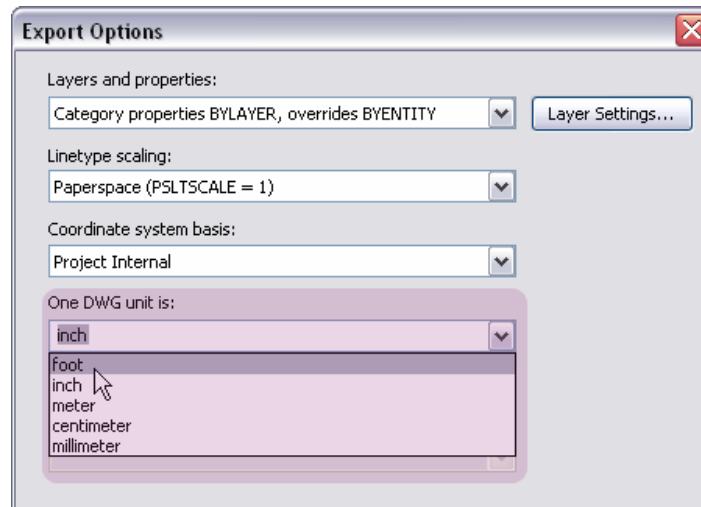 Export Options
Layers and properties:
Category properties BYLAYER, overrides BYENTITY
Layer Settings...
Linetype scaling:
Paperspace (PSLTSCALE = 1)
Coordinate system basis:
Project Internal
One DWG unit is:
inch
foot
inch
meter
centimeter
millimeter